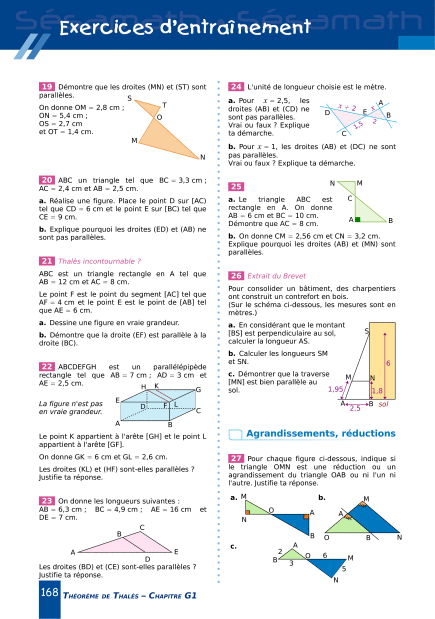 Sésamath Sésamath Sésamath
Exercices d'entraînement
19 Démontre que les droites (MN) et (ST) sont
parallèles.
On donne OM = 2,8 cm ;
ON = 5,4 cm ;
OS = 2,7 cm
et OT = 1,4 cm.
S
T
O
M
N
20 ABC un triangle tel que BC = 3,3 cm ;
AC = 2,4 cm et AB = 2,5 cm.
a. Réalise une figure. Place le point D sur [AC)
tel que CD = 6 cm et le point E sur [BC) tel que
CE = 9 cm.
b. Explique pourquoi les droites (ED) et (AB) ne
sont pas parallèles.
21 Thalès incontournable ?
ABC est un triangle rectangle en A tel que
AB = 12 cm et AC = 8 cm.
Le point F est le point du segment [AC] tel que
AF = 4 cm et le point E est le point de [AB] tel
que AE = 6 cm.
a. Dessine une figure en vraie grandeur.
b. Démontre que la droite (EF) est parallèle à la
droite (BC).
22 ABCDEFGH est un parallélépipède
rectangle tel que AB = 7 cm ; AD = 3 cm et
AE = 2,5 cm.
La figure n'est pas
en vraie grandeur.
H K
G
E
D F L
C
A
B
Le point K appartient à l'arête [GH] et le point L
appartient à l'arête [GF].
On donne GK = 6 cm et GL = 2,6 cm.
Les droites (KL) et (HF) sont-elles parallèles ?
Justifie ta réponse.
23 On donne les longueurs suivantes :
AB = 6,3 cm ; BC = 4,9 cm ; AE = 16 cm et
DE = 7 cm.
C
B
A
E
D
Les droites (BD) et (CE) sont-elles parallèles ?
Justifie ta réponse.
24 L'unité de longueur choisie est le mètre.
a. Pour x = 2,5, les
droites (AB) et (CD) ne
sont pas parallèles.
Vrai ou faux ? Explique
ta démarche.
x + 2
x
A
D
E
B
1,5
2
C
b. Pour x = 1, les droites (AB) et (DC) ne sont
pas parallèles.
Vrai ou faux ? Explique ta démarche.
25
a. Le triangle ABC est
rectangle en A. On donne
AB = 6 cm et BC = 10 cm.
Démontre que AC = 8 cm.
N
M
C
A
B
b. On donne CM = 2,56 cm et CN = 3,2 cm.
Explique pourquoi les droites (AB) et (MN) sont
parallèles.
26 Extrait du Brevet
Pour consolider un bâtiment, des charpentiers
ont construit un contrefort en bois.
(Sur le schéma ci-dessous, les mesures sont en
mètres.)
a. En considérant que le montant
[BS] est perpendiculaire au sol,
calculer la longueur AS.
b. Calculer les longueurs SM
et SN.
c. Démontrer que la traverse
[MN] est bien parallèle au
sol.
S
6
M
N
1,95
1,8
A
B
sol
2,5
Agrandissements, réductions
27 Pour chaque figure ci-dessous, indique si
le triangle OMN est une réduction ou un
agrandissement du triangle OAB ou ni l'un ni
l'autre. Justifie ta réponse.
a. M
O
A
N
B
b.
M
A
O
B
N
c.
A
2
O
6
M
B
3
5
N
168 Théorème de Thalès – Chapitre G1